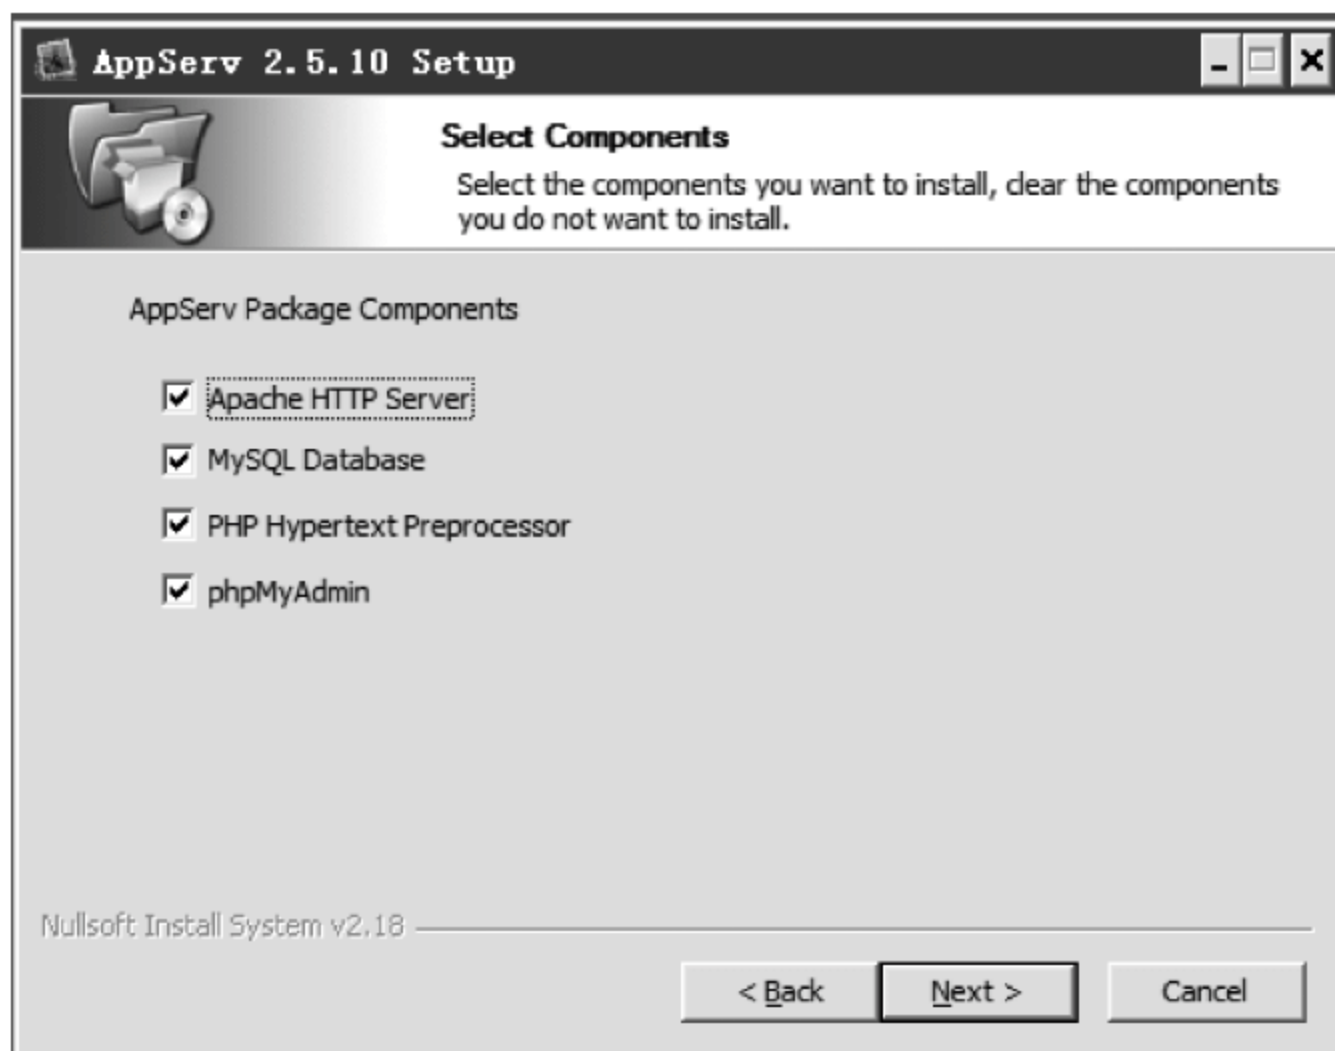 AppServ 2.5.10 Setup
Select Components
Select the components you want to install, clear the components
you do not want to install.
AppServ Package Components
Apache HTTP Server
MySQL Database
PHP Hypertext Preprocessor
phpMyAdmin
Nullsoft Install System v2.18
< Back
Next >
Cancel